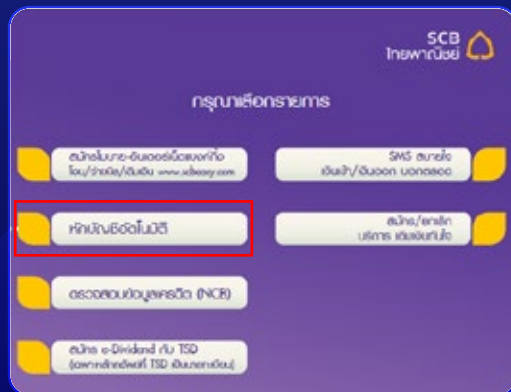 SCB
ไทยพาณิชย์
กรุณาเลือกรายการ
สมัครโมบาย-อินเตอร์เน็ตแบงก์กิ้ง
โอน/จ่ายบิล/เติมเงิน www.scbeasy.com
SMS สบายใจ
เงินเข้า/เงินออก บอกตลอด
หักบัญชีอัตโนมัติ
สมัคร/ยกเลิก
บริการ เติมเงินทันใจ
ตรวจสอบข้อมูลเครดิต (NCB)
สมัคร e-Dividend กับ TSD
(เฉพาะหลักทรัพย์ที่ TSD เป็นนายทะเบียน)